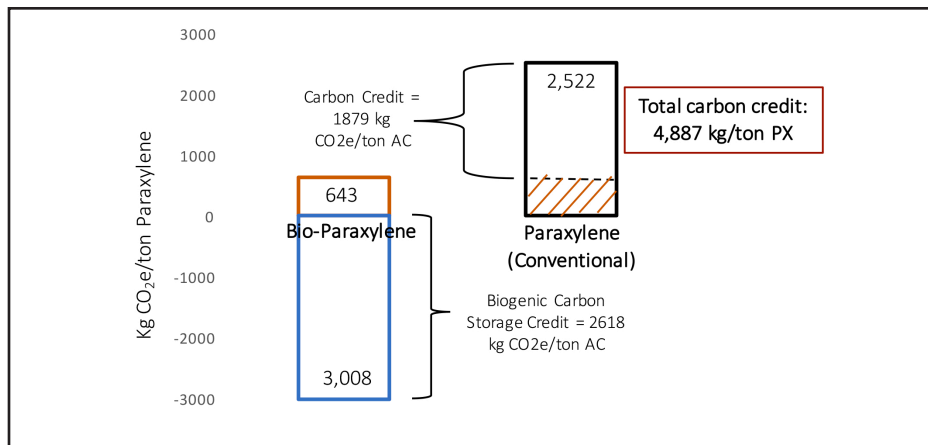 3000
2000
1000
0
-1000
-2000
-3000
Kg CO2e/ton Paraxylene
Carbon Credit =
1879 kg
CO2e/ton AC
2,522
Total carbon credit:
4,887 kg/ton PX
643
Bio-Paraxylene
Paraxylene
(Conventional)
Biogenic Carbon
Storage Credit = 2618
kg CO2e/ton AC
3,008